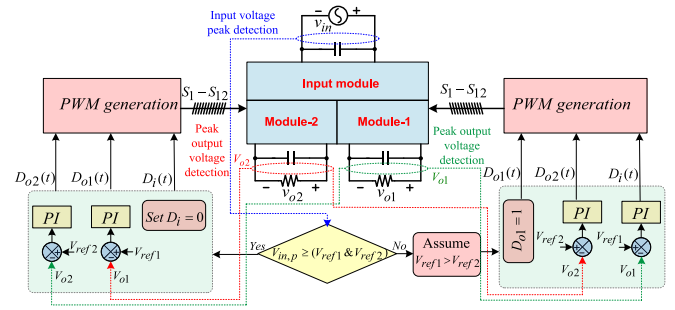 Input voltage
peak detection
v_in
Input module
S_1 − S_12
S_1 − S_12
PWM generation
PWM generation
Module-2
Module-1
Peak
output
voltage
detection
V_o2
Peak output
voltage
detection
V_o1
v_o2
v_o1
D_o2(t)
D_o1(t)
D_i(t)
D_o1(t)
D_o2(t)
D_i(t)
PI
PI
Set D_i = 0
V_ref2
V_ref1
V_o2
V_o1
Yes
V_in,p ≥ (V_ref1 & V_ref2)
No
Assume
V_ref1 > V_ref2
D_o1 = 1
PI
PI
V_ref2
V_ref1
V_o2
V_o1